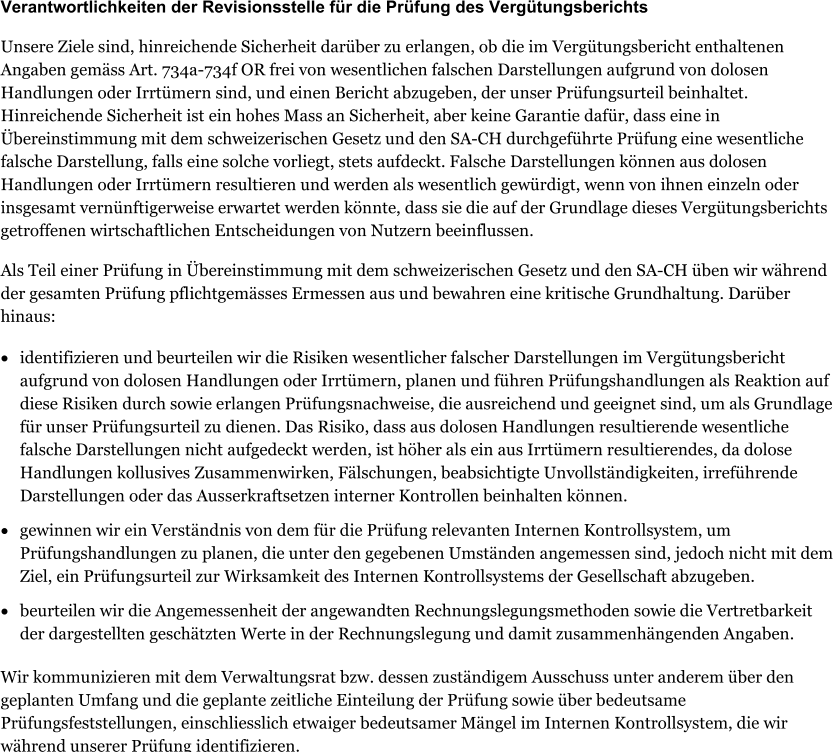 Verantwortlichkeiten der Revisionsstelle für die Prüfung des Vergütungsberichts
Unsere Ziele sind, hinreichende Sicherheit darüber zu erlangen, ob die im Vergütungsbericht enthaltenen
Angaben gemäss Art. 734a-734f OR frei von wesentlichen falschen Darstellungen aufgrund von dolosen
Handlungen oder Irrtümern sind, und einen Bericht abzugeben, der unser Prüfungsurteil beinhaltet.
Hinreichende Sicherheit ist ein hohes Mass an Sicherheit, aber keine Garantie dafür, dass eine in
Übereinstimmung mit dem schweizerischen Gesetz und den SA-CH durchgeführte Prüfung eine wesentliche
falsche Darstellung, falls eine solche vorliegt, stets aufdeckt. Falsche Darstellungen können aus dolosen
Handlungen oder Irrtümern resultieren und werden als wesentlich gewürdigt, wenn von ihnen einzeln oder
insgesamt vernünftigerweise erwartet werden könnte, dass sie die auf der Grundlage dieses Vergütungsberichts
getroffenen wirtschaftlichen Entscheidungen von Nutzern beeinflussen.
Als Teil einer Prüfung in Übereinstimmung mit dem schweizerischen Gesetz und den SA-CH üben wir während
der gesamten Prüfung pflichtgemässes Ermessen aus und bewahren eine kritische Grundhaltung. Darüber
hinaus:
• identifizieren und beurteilen wir die Risiken wesentlicher falscher Darstellungen im Vergütungsbericht
aufgrund von dolosen Handlungen oder Irrtümern, planen und führen Prüfungshandlungen als Reaktion auf
diese Risiken durch sowie erlangen Prüfungsnachweise, die ausreichend und geeignet sind, um als Grundlage
für unser Prüfungsurteil zu dienen. Das Risiko, dass aus dolosen Handlungen resultierende wesentliche
falsche Darstellungen nicht aufgedeckt werden, ist höher als ein aus Irrtümern resultierendes, da dolose
Handlungen kollusives Zusammenwirken, Fälschungen, beabsichtigte Unvollständigkeiten, irreführende
Darstellungen oder das Ausserkraftsetzen interner Kontrollen beinhalten können.
• gewinnen wir ein Verständnis von dem für die Prüfung relevanten Internen Kontrollsystem, um
Prüfungshandlungen zu planen, die unter den gegebenen Umständen angemessen sind, jedoch nicht mit dem
Ziel, ein Prüfungsurteil zur Wirksamkeit des Internen Kontrollsystems der Gesellschaft abzugeben.
• beurteilen wir die Angemessenheit der angewandten Rechnungslegungsmethoden sowie die Vertretbarkeit
der dargestellten geschätzten Werte in der Rechnungslegung und damit zusammenhängenden Angaben.
Wir kommunizieren mit dem Verwaltungsrat bzw. dessen zuständigem Ausschuss unter anderem über den
geplanten Umfang und die geplante zeitliche Einteilung der Prüfung sowie über bedeutsame
Prüfungsfeststellungen, einschliesslich etwaiger bedeutsamer Mängel im Internen Kontrollsystem, die wir
während unserer Prüfung identifizieren.